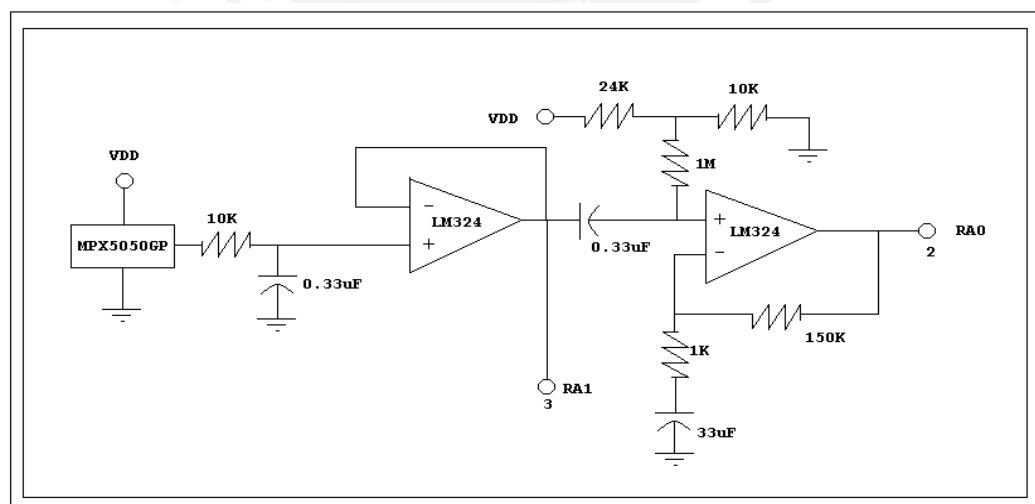 24K
10K
VDD
VDD
1M
10K
LM324
LM324
MPX5050GP
0.33uF
RA0
2
0.33uF
150K
1K
RA1
3
33uF